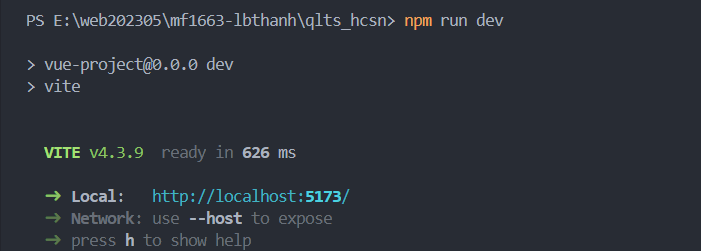 PS E:\web202305\mf1663-lbthanh\qlts_hcsn> npm run dev
> vue-project@0.0.0 dev
> vite
VITE v4.3.9 ready in 626 ms
➜ Local: http://localhost:5173/
➜ Network: use --host to expose
➜ press h to show help